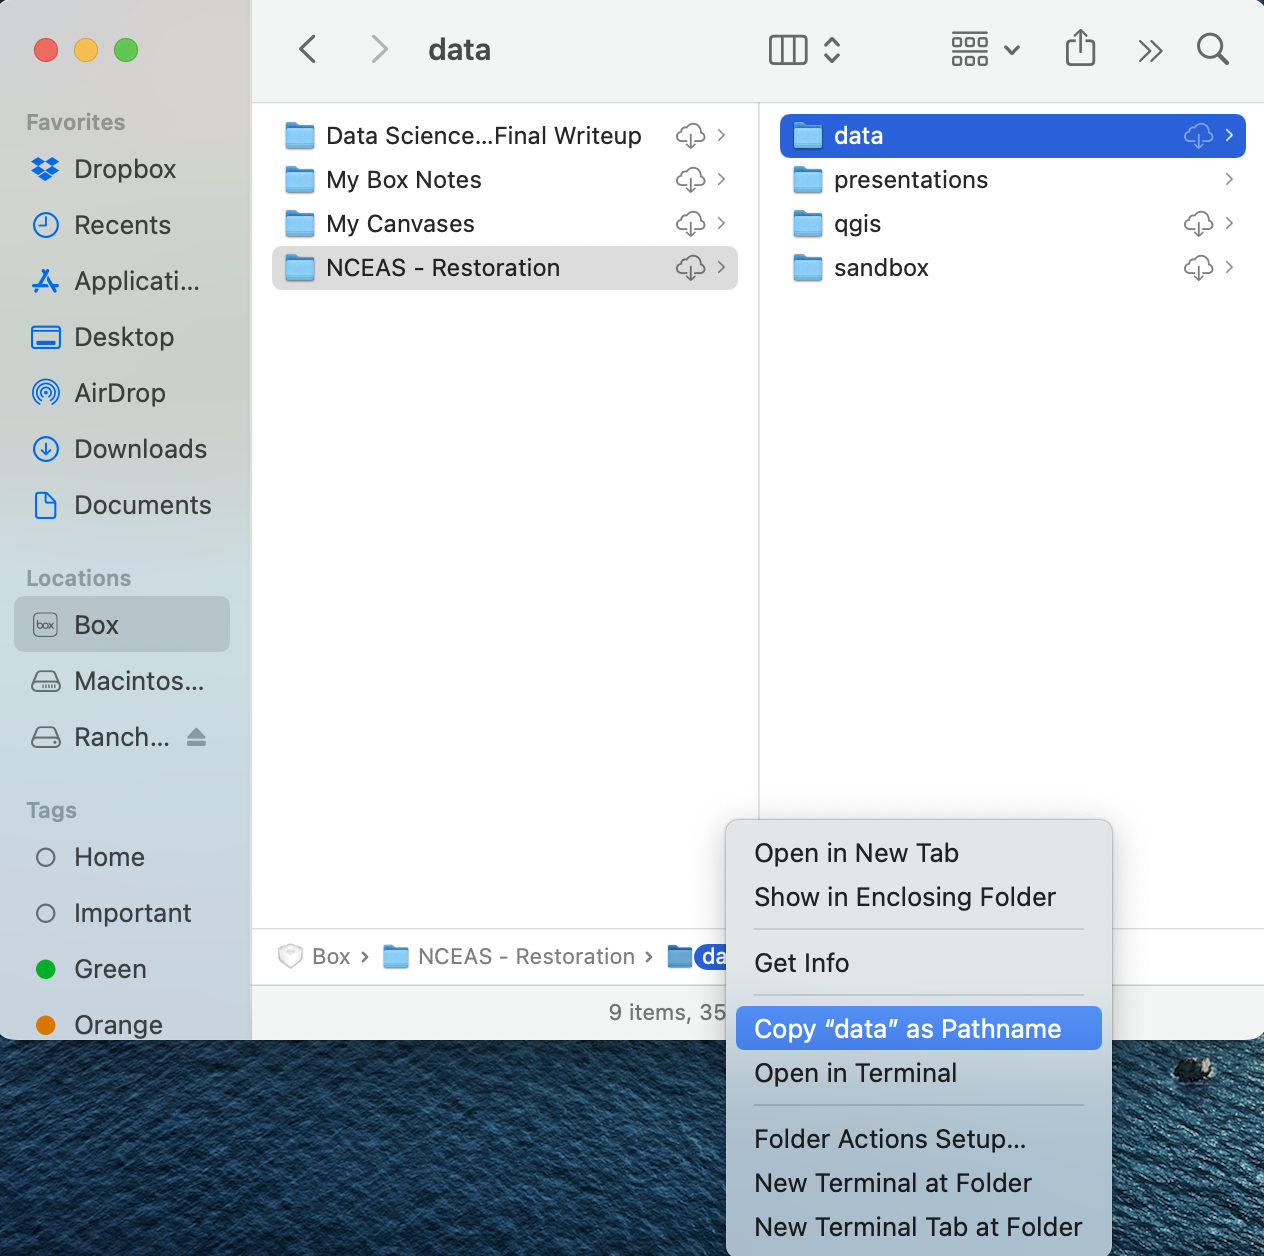 data
Favorites
Dropbox
Recents
Applicati...
Desktop
AirDrop
Downloads
Documents
Locations
box
Box
Macintos...
Ranch...
Tags
Home
Important
Green
Orange
Data Science...Final Writeup
My Box Notes
My Canvases
NCEAS - Restoration
data
presentations
qgis
sandbox
Box › NCEAS - Restoration › da
9 items, 35
Open in New Tab
Show in Enclosing Folder
Get Info
Copy “data” as Pathname
Open in Terminal
Folder Actions Setup...
New Terminal at Folder
New Terminal Tab at Folder